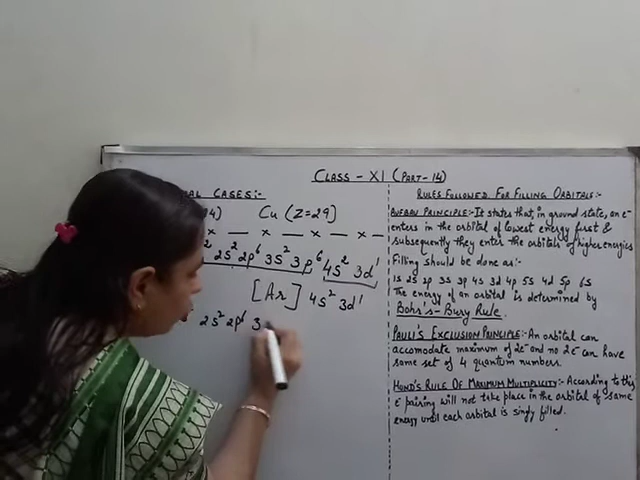 CLASS - XI (PART-14)
CASES:-
Cu (Z=29)
x — x — x — x —
2s² 2p⁶ 3s² 3p⁶ 4s² 3d¹
[Ar] 4s² 3d¹
2s² 2p⁶ 3
RULES FOLLOWED FOR FILLING ORBITALS:-
AUFBAU PRINCIPLE:- It states that, in ground state, an e⁻
enters in the orbital of lowest energy first &
subsequently they enter the orbitals of higher energies
Filling should be done as:-
1s 2s 2p 3s 3p 4s 3d 4p 5s 4d 5p 6s
The energy of an orbital is determined by
Bohr's-Bury Rule.
PAULI'S EXCLUSION PRINCIPLE:- An orbital can
accomodate maximum of 2e⁻ and no 2e⁻ can have
same set of 4 quantum numbers.
HUND'S RULE OF MAXIMUM MULTIPLICITY:- According to this
e⁻ pairing will not take place in the orbital of same
energy until each orbital is singly filled.